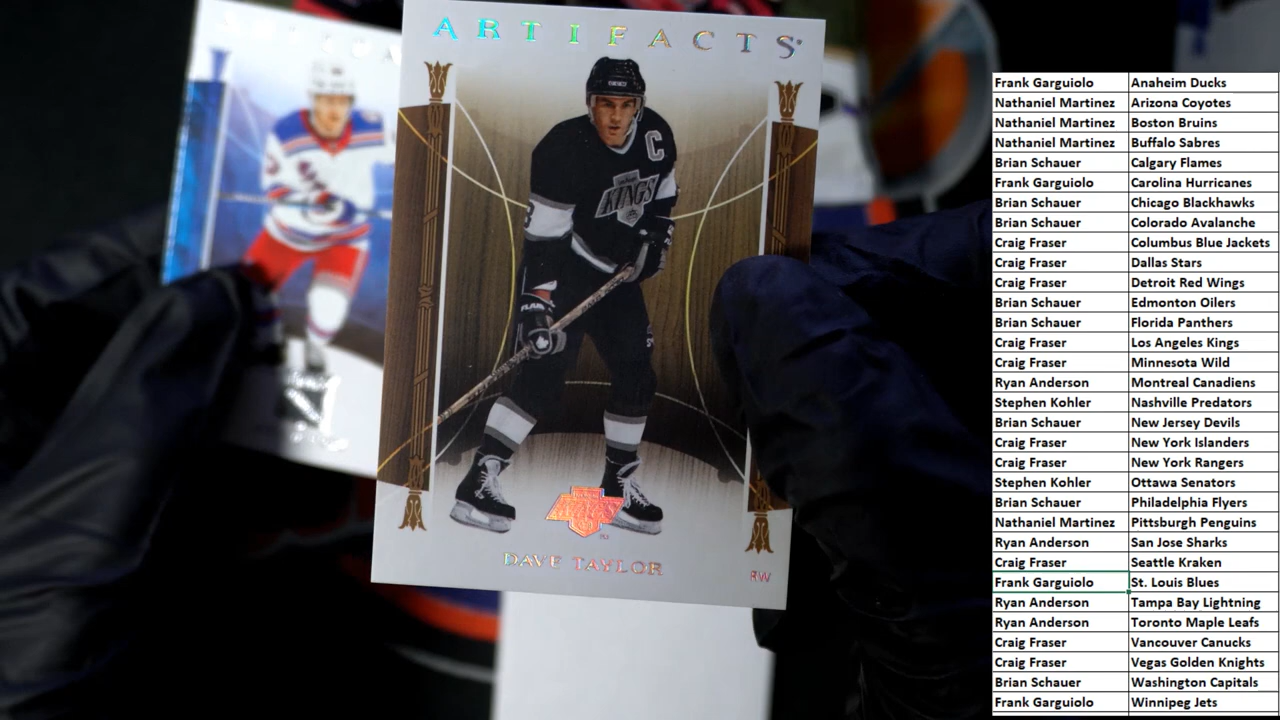 ARTIFACTS
C
KINGS
DAVE TAYLOR
RW
Frank Garguiolo Anaheim Ducks
Nathaniel Martinez Arizona Coyotes
Nathaniel Martinez Boston Bruins
Nathaniel Martinez Buffalo Sabres
Brian Schauer Calgary Flames
Frank Garguiolo Carolina Hurricanes
Brian Schauer Chicago Blackhawks
Brian Schauer Colorado Avalanche
Craig Fraser Columbus Blue Jackets
Craig Fraser Dallas Stars
Craig Fraser Detroit Red Wings
Brian Schauer Edmonton Oilers
Brian Schauer Florida Panthers
Craig Fraser Los Angeles Kings
Craig Fraser Minnesota Wild
Ryan Anderson Montreal Canadiens
Stephen Kohler Nashville Predators
Brian Schauer New Jersey Devils
Craig Fraser New York Islanders
Craig Fraser New York Rangers
Stephen Kohler Ottawa Senators
Brian Schauer Philadelphia Flyers
Nathaniel Martinez Pittsburgh Penguins
Ryan Anderson San Jose Sharks
Craig Fraser Seattle Kraken
Frank Garguiolo St. Louis Blues
Ryan Anderson Tampa Bay Lightning
Ryan Anderson Toronto Maple Leafs
Craig Fraser Vancouver Canucks
Craig Fraser Vegas Golden Knights
Brian Schauer Washington Capitals
Frank Garguiolo Winnipeg Jets